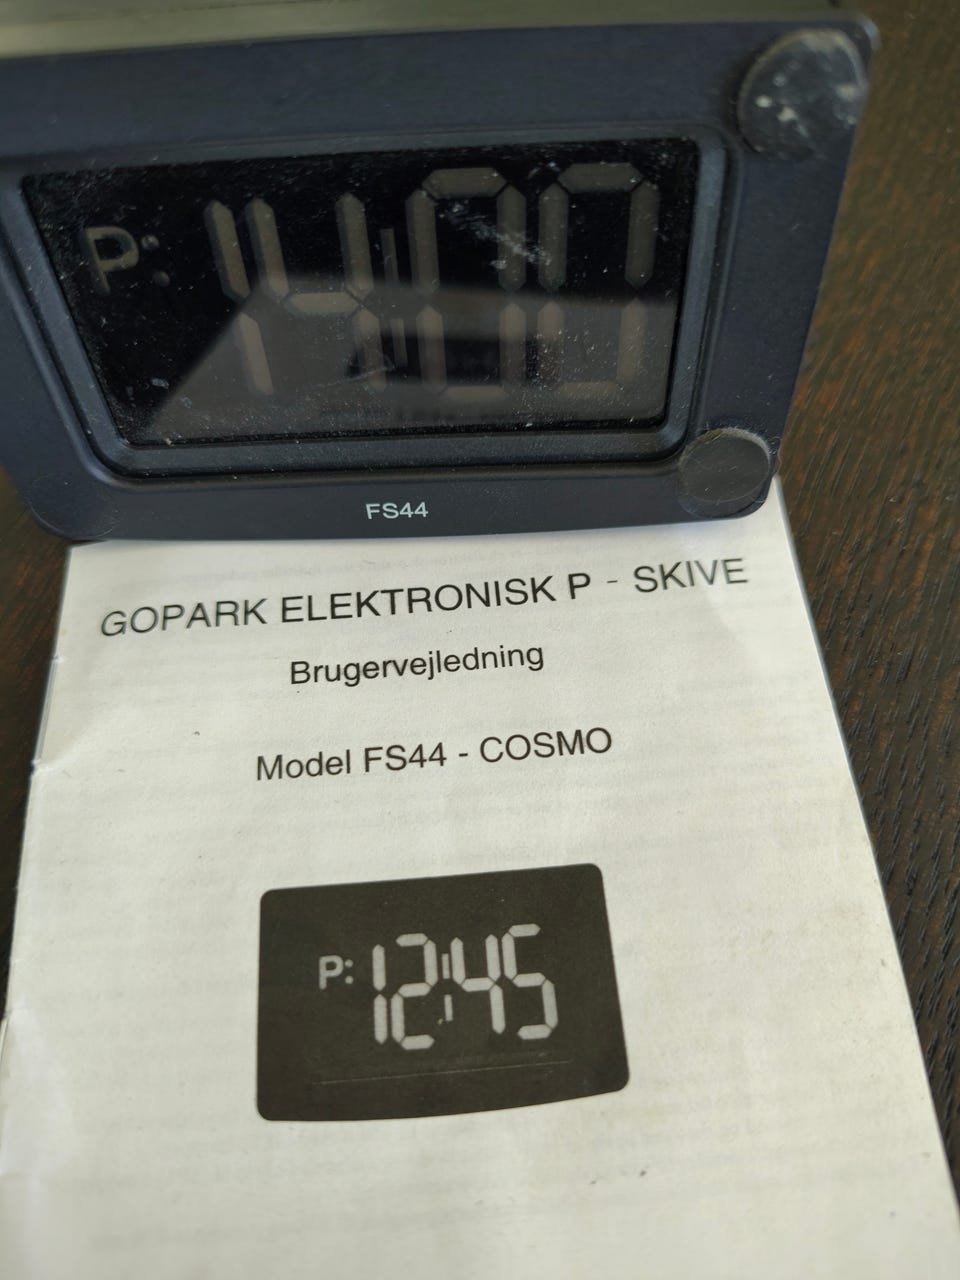 P: 14:00
FS44
GOPARK ELEKTRONISK P - SKIVE
Brugervejledning
Model FS44 - COSMO
P: 12:45